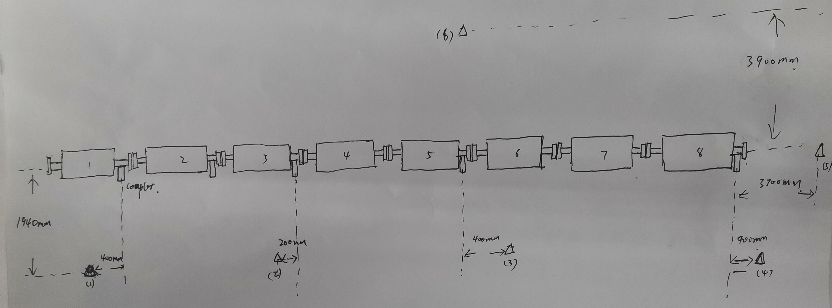 (6)
3900mm
1 2 3 4 5 6 7 8
(5)
coupler.
3700mm
1940mm
400mm
200mm
400mm
400mm
(1)
(2)
(3)
(4)